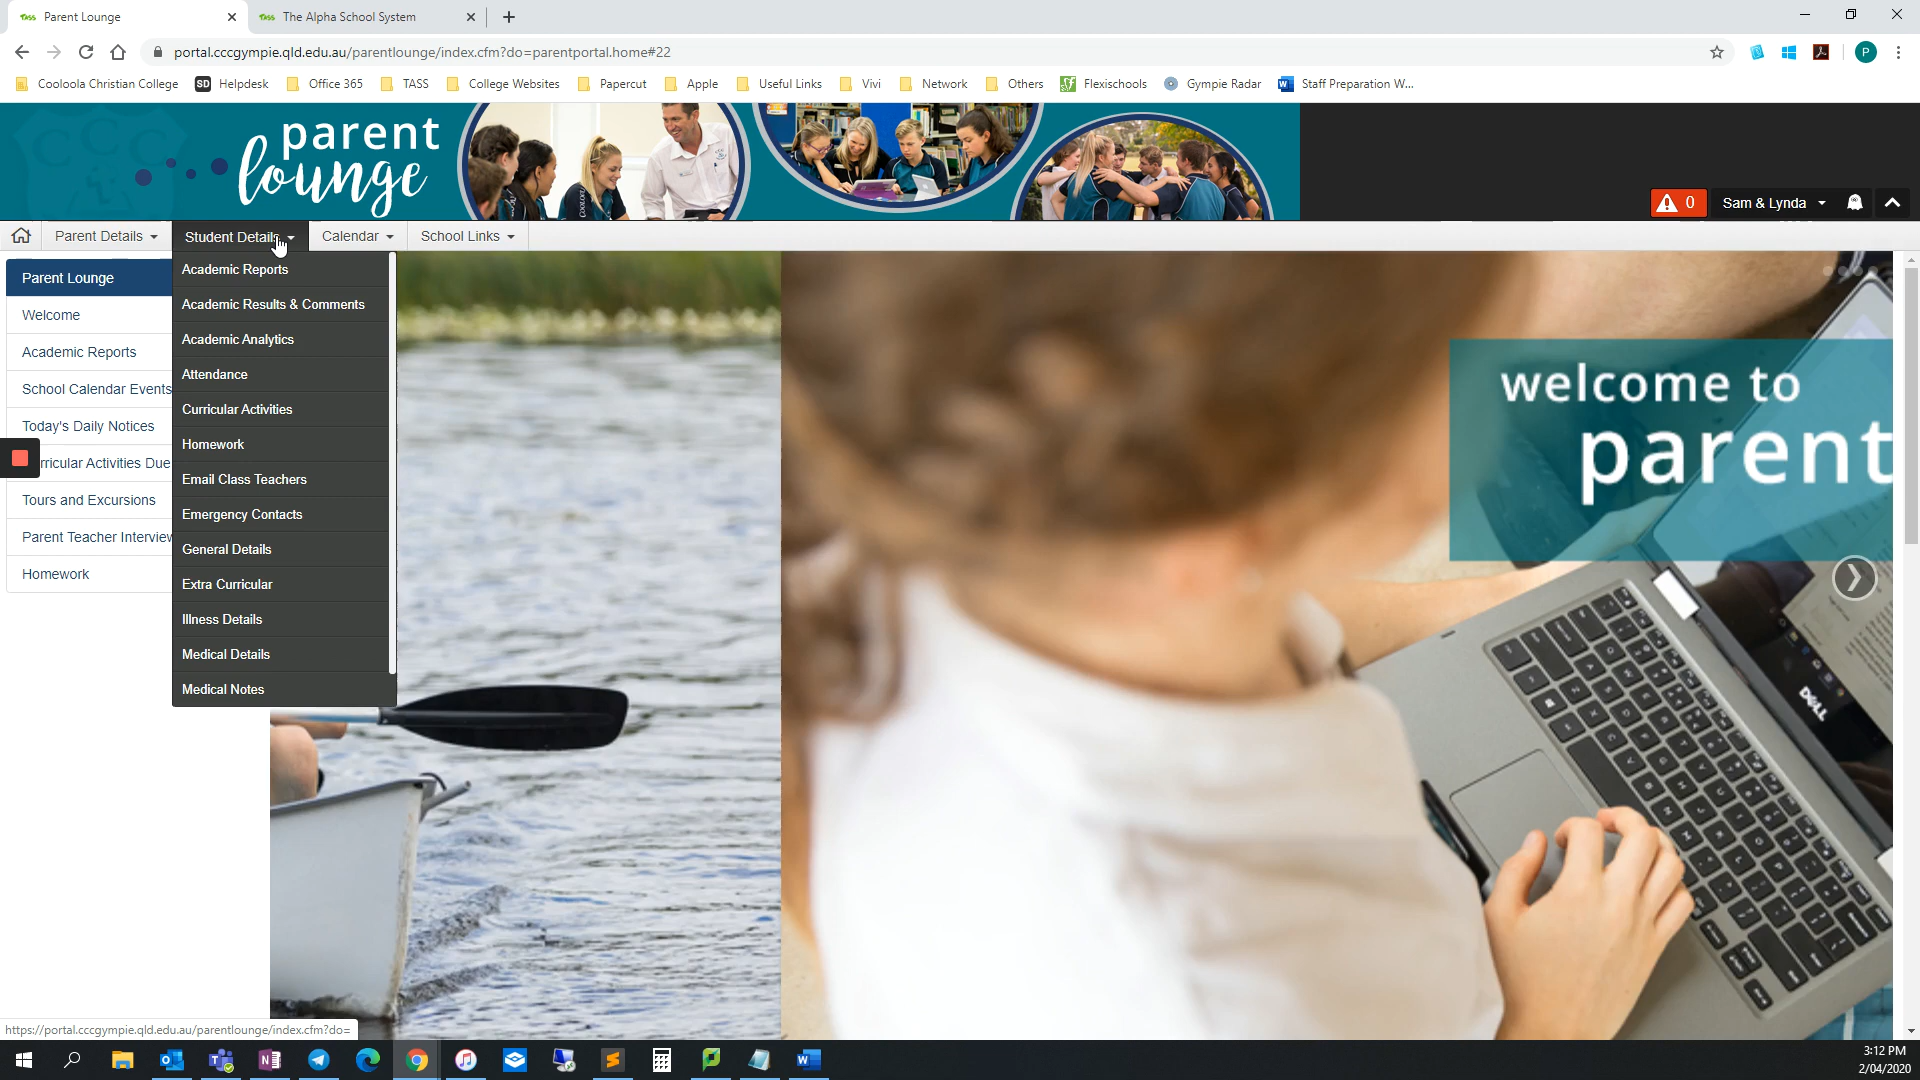 Parent Lounge
The Alpha School System
portal.cccgympie.qld.edu.au/parentlounge/index.cfm?do=parentportal.home#22
P
Cooloola Christian College
SD Helpdesk
Office 365
TASS
College Websites
Papercut
Apple
Useful Links
Vivi
Network
Others
Flexischools
Gympie Radar
Staff Preparation W...
parent
lounge
0
Sam & Lynda
Parent Details
Student Details
Calendar
School Links
Parent Lounge
Welcome
Academic Reports
School Calendar Events
Today's Daily Notices
rricular Activities Due
Tours and Excursions
Parent Teacher Interview
Homework
Academic Reports
Academic Results & Comments
Academic Analytics
Attendance
Curricular Activities
Homework
Email Class Teachers
Emergency Contacts
General Details
Extra Curricular
Illness Details
Medical Details
Medical Notes
welcome to
parent
DELL
https://portal.cccgympie.qld.edu.au/parentlounge/index.cfm?do=
3:12 PM
2/04/2020